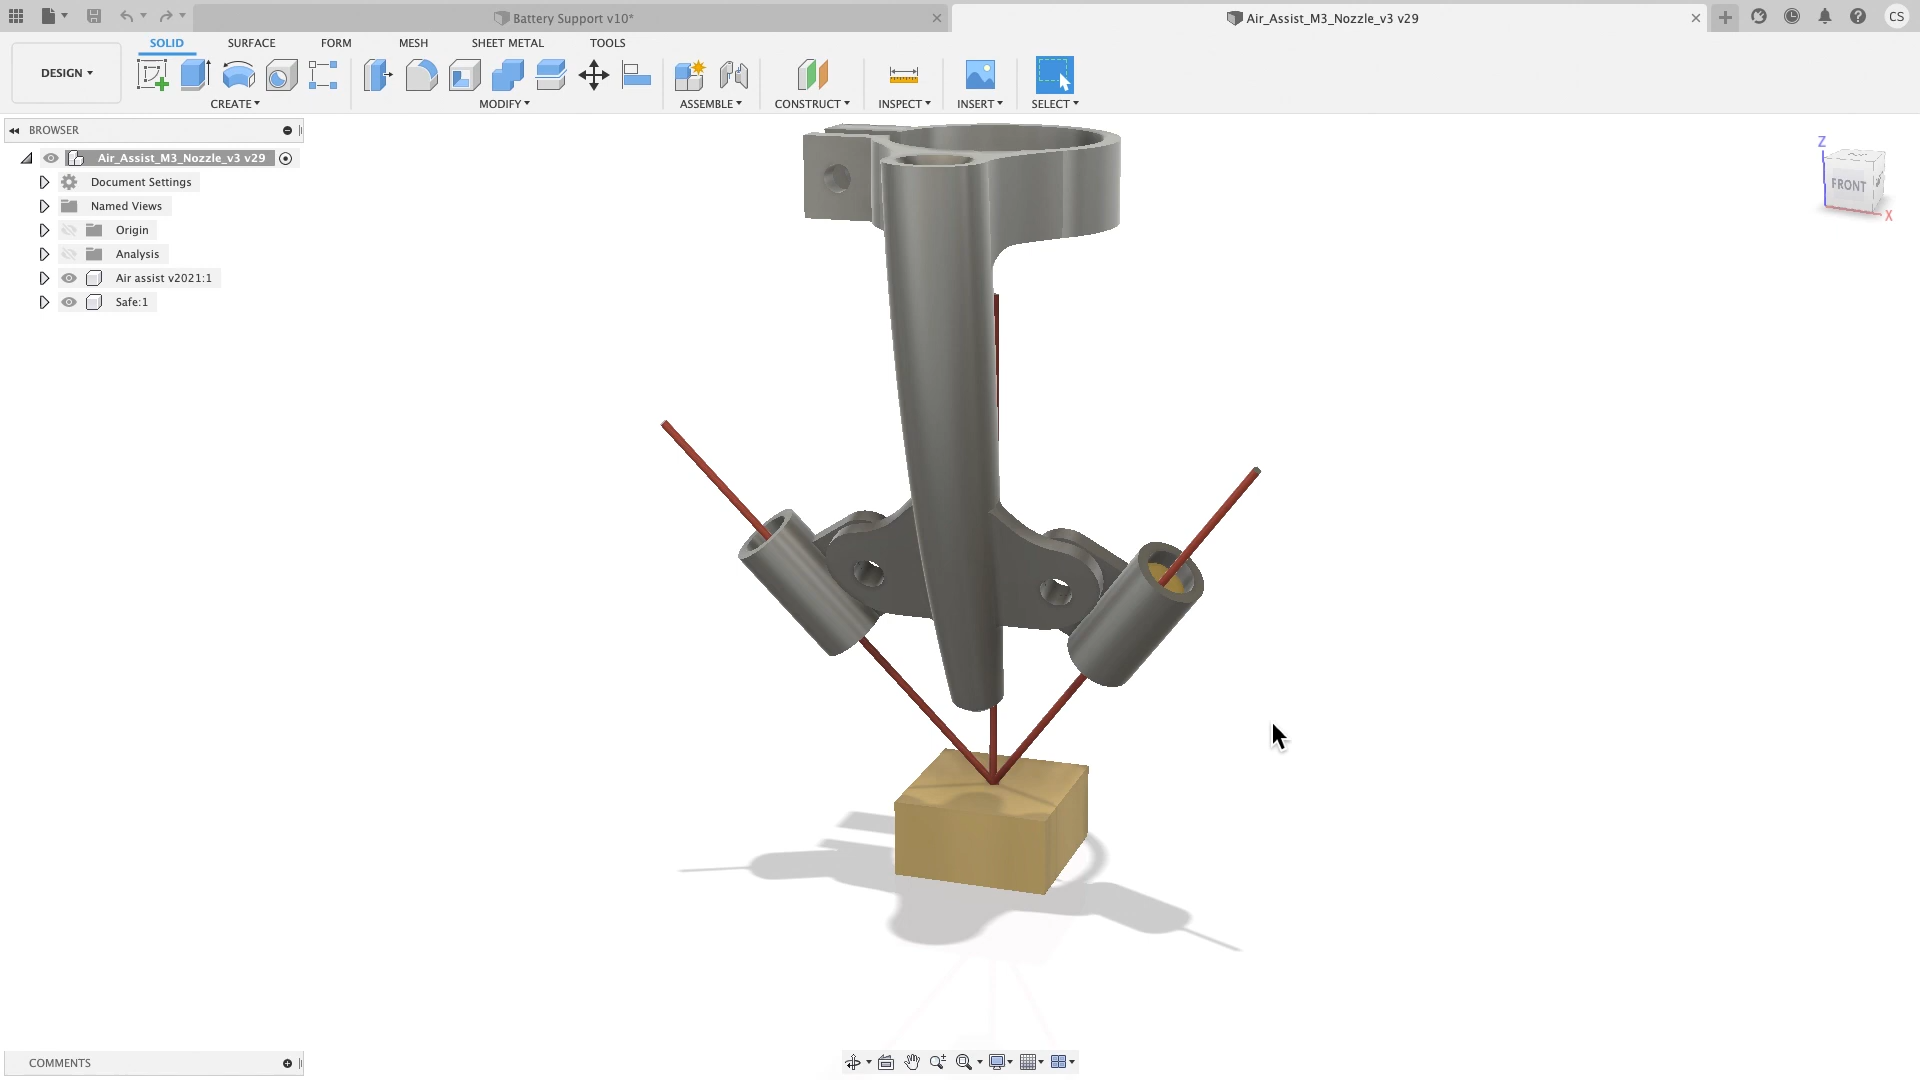 Battery Support v10*
Air_Assist_M3_Nozzle_v3 v29
CS
DESIGN
SOLID
SURFACE
FORM
MESH
SHEET METAL
TOOLS
CREATE
MODIFY
ASSEMBLE
CONSTRUCT
INSPECT
INSERT
SELECT
BROWSER
Air_Assist_M3_Nozzle_v3 v29
Document Settings
Named Views
Origin
Analysis
Air assist v2021:1
Safe:1
Z
FRONT
X
COMMENTS